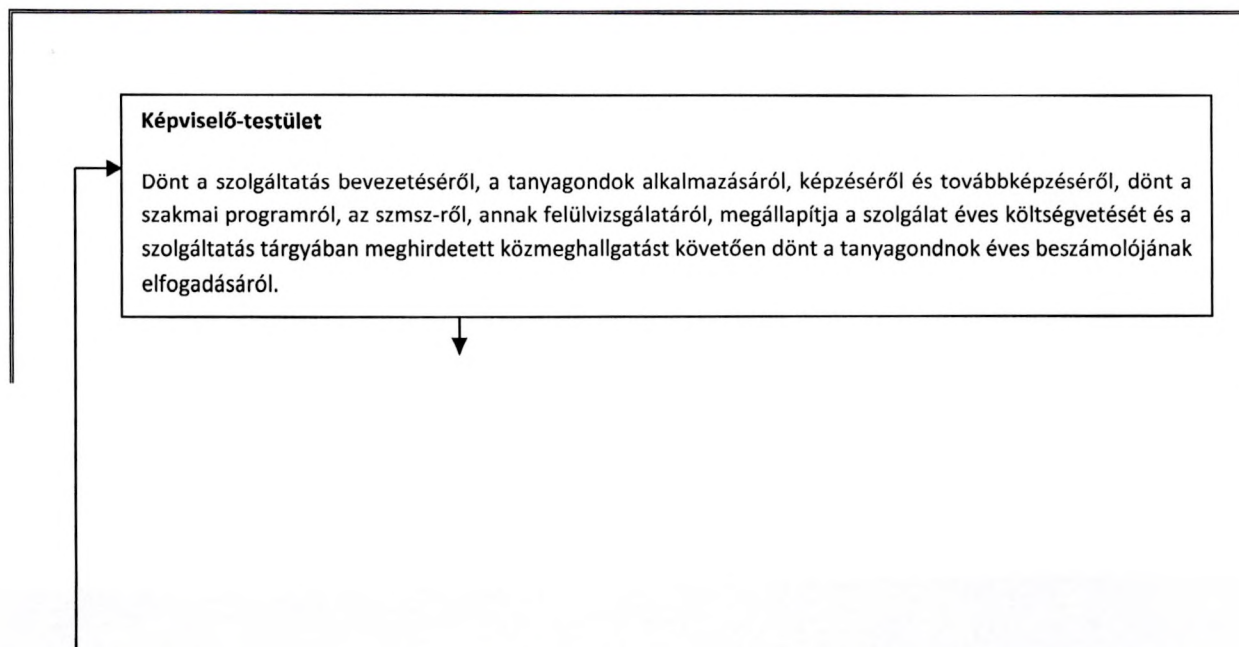 Képviselő-testület
Dönt a szolgáltatás bevezetéséről, a tanyagondok alkalmazásáról, képzéséről és továbbképzéséről, dönt a
szakmai programról, az szmsz-ről, annak felülvizsgálatáról, megállapítja a szolgálat éves költségvetését és a
szolgáltatás tárgyában meghirdetett közmeghallgatást követően dönt a tanyagondnok éves beszámolójának
elfogadásáról.